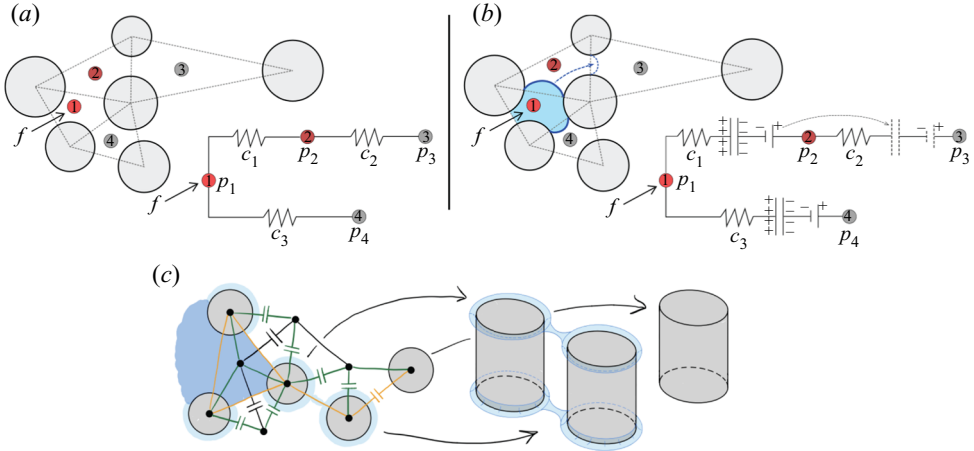 (a)
2
3
1
f
4
c1
2
c2
3
p2
p3
1
p1
f
c3
4
p4
(b)
2
3
1
f
4
+ + + + − − − − − +
c1
2
p2
c2
− +
3
p3
1
p1
f
+ + + + − − − − − +
c3
4
p4
(c)